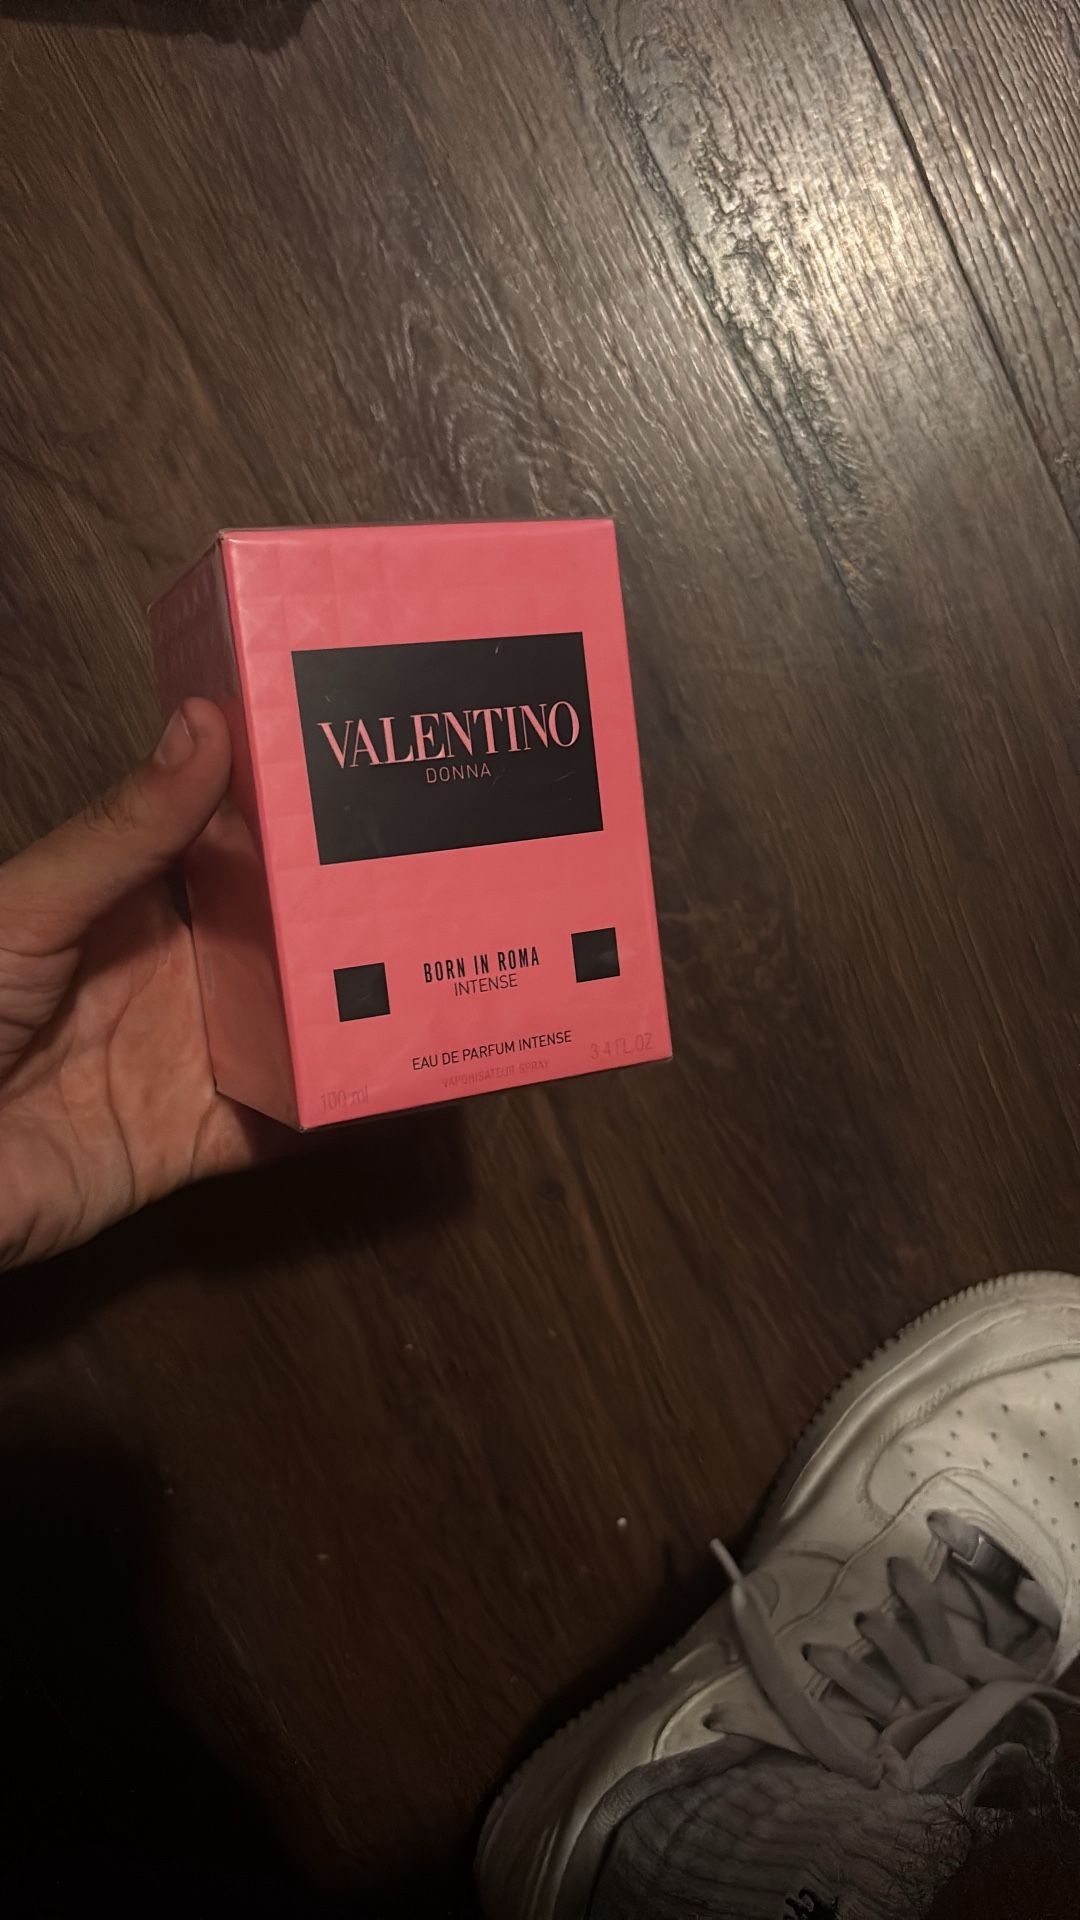 VALENTINO
DONNA
BORN IN ROMA
INTENSE
EAU DE PARFUM INTENSE
VAPORISATEUR SPRAY
100 ml
3.4 FL.OZ